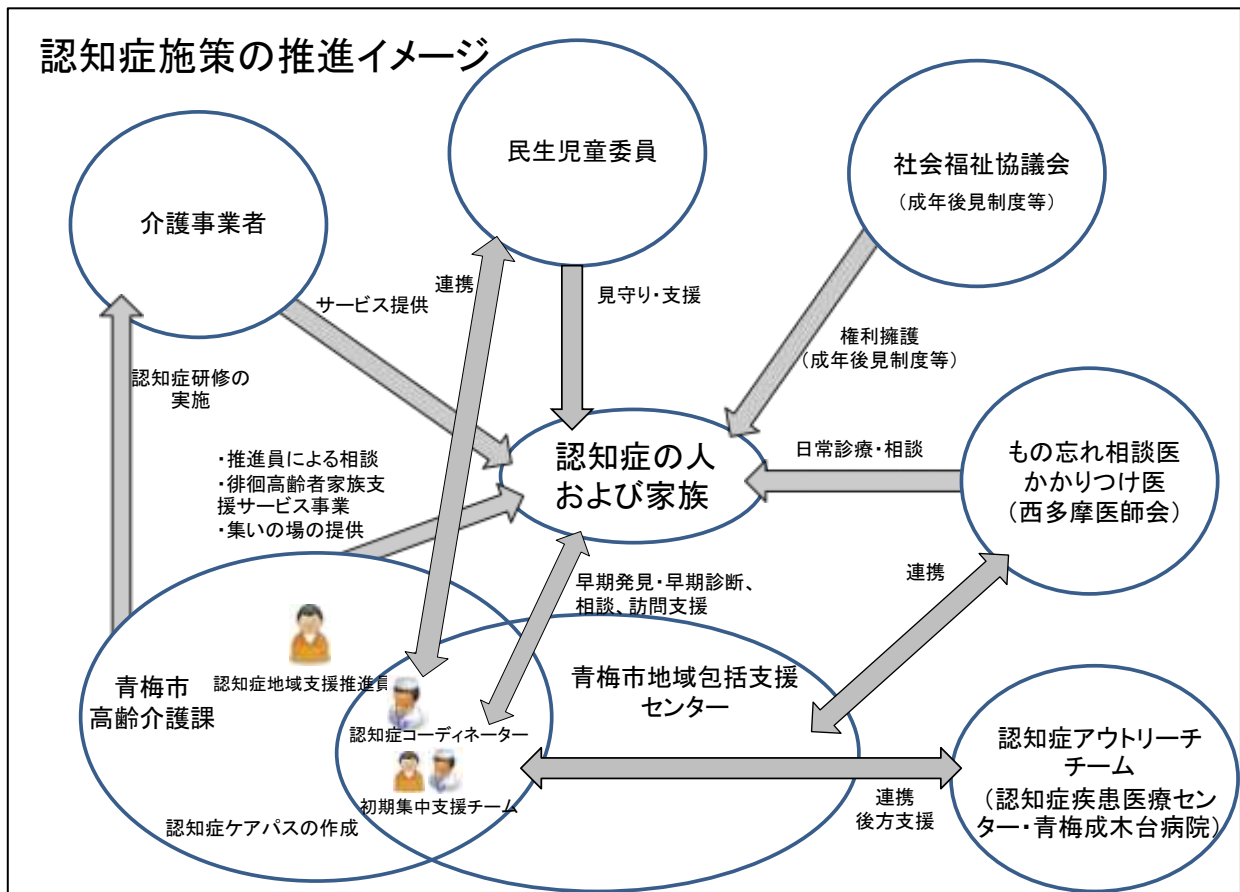 認知症施策の推進イメージ
民生児童委員
社会福祉協議会
(成年後見制度等)
介護事業者
連携
サービス提供
見守り・支援
権利擁護
(成年後見制度等)
認知症研修の
実施
・推進員による相談
・徘徊高齢者家族支
援サービス事業
・集いの場の提供
認知症の人
および家族
日常診療・相談
もの忘れ相談医
かかりつけ医
(西多摩医師会)
早期発見・早期診断、
相談、訪問支援
連携
青梅市
高齢介護課
認知症地域支援推進員
青梅市地域包括支援
センター
認知症コーディネーター
初期集中支援チーム
認知症ケアパスの作成
連携
後方支援
認知症アウトリーチ
チーム
(認知症疾患医療セン
ター・青梅成木台病院)